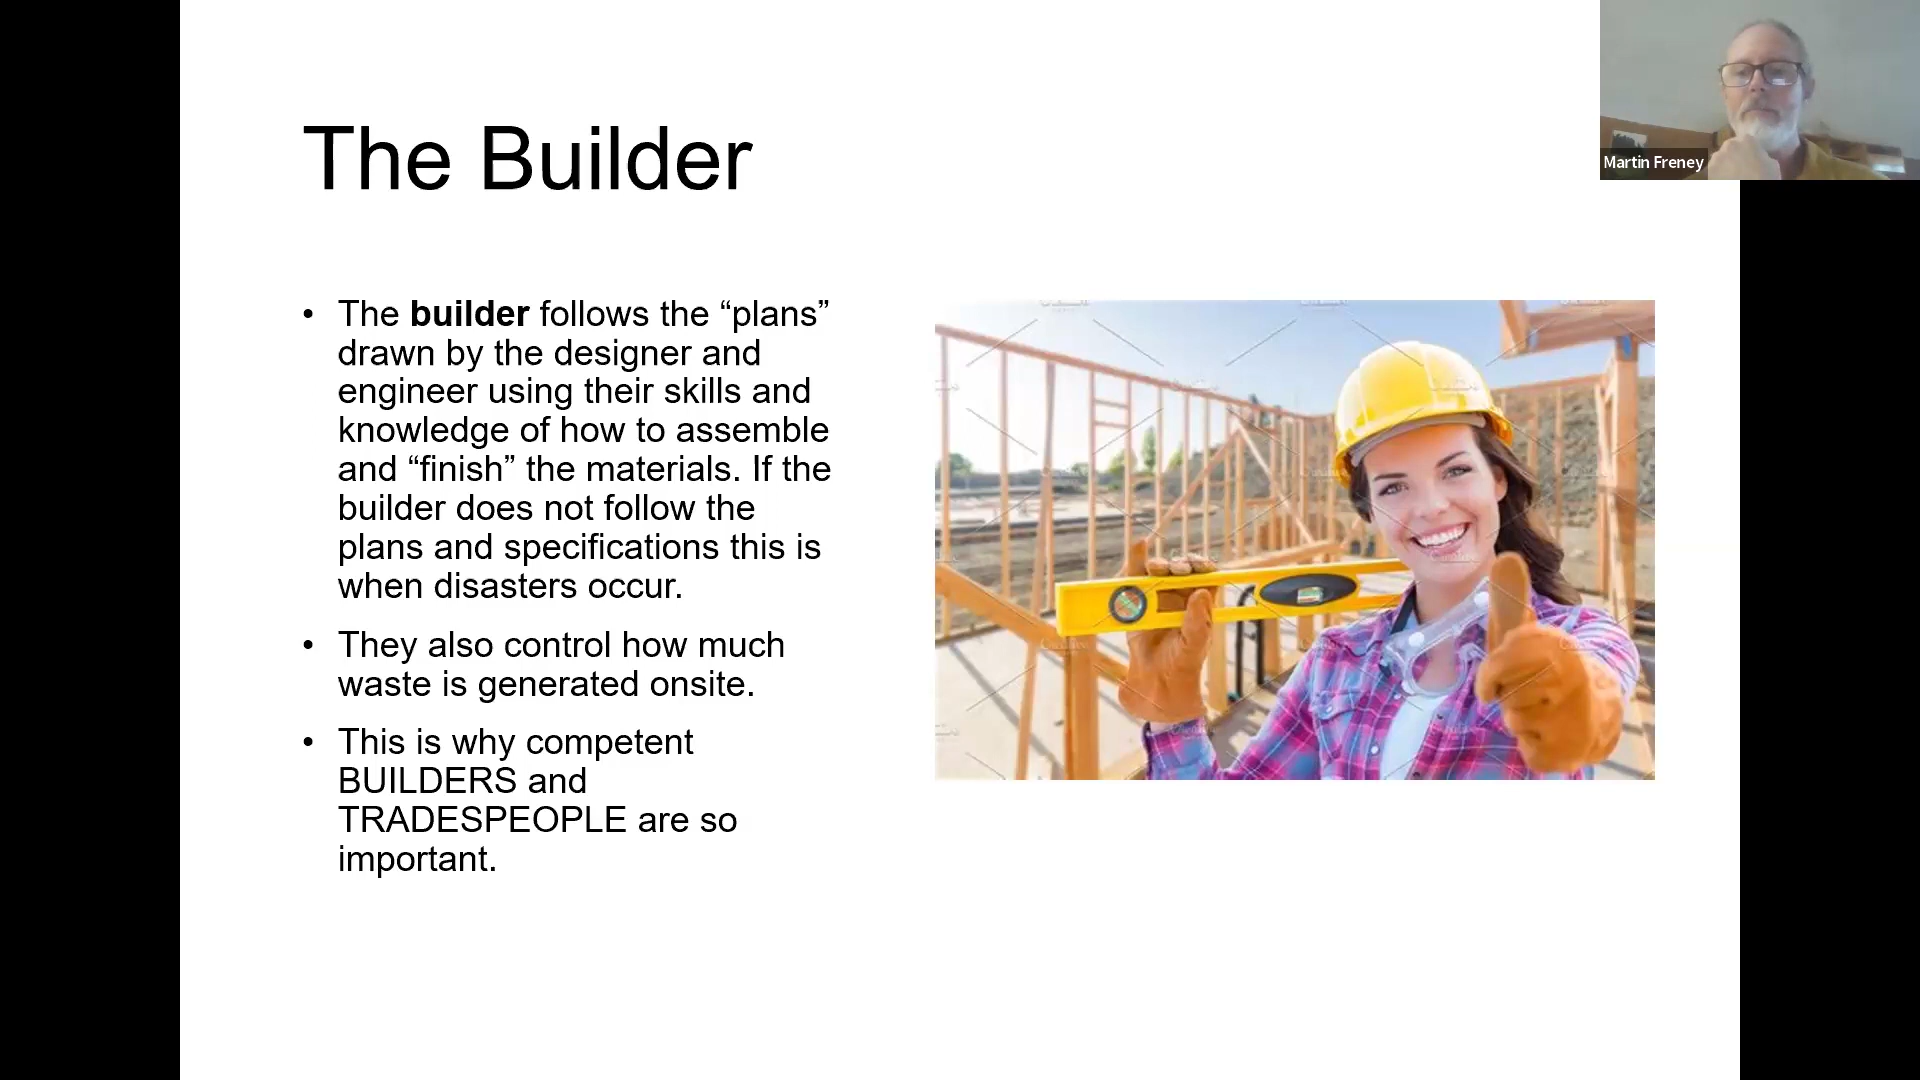 The Builder
Martin Freney
• The builder follows the “plans”
drawn by the designer and
engineer using their skills and
knowledge of how to assemble
and “finish” the materials. If the
builder does not follow the
plans and specifications this is
when disasters occur.
• They also control how much
waste is generated onsite.
• This is why competent
BUILDERS and
TRADESPEOPLE are so
important.